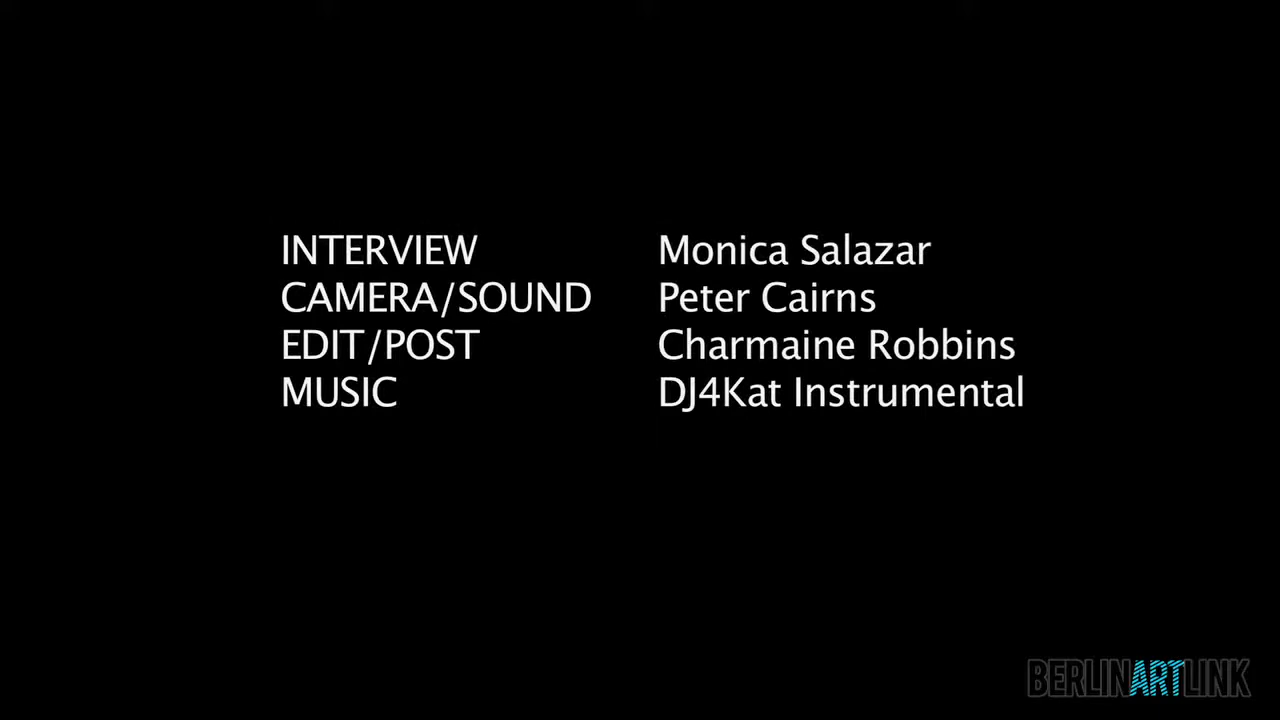 INTERVIEW Monica Salazar
CAMERA/SOUND Peter Cairns
EDIT/POST Charmaine Robbins
MUSIC DJ4Kat Instrumental
BERLINARTLINK